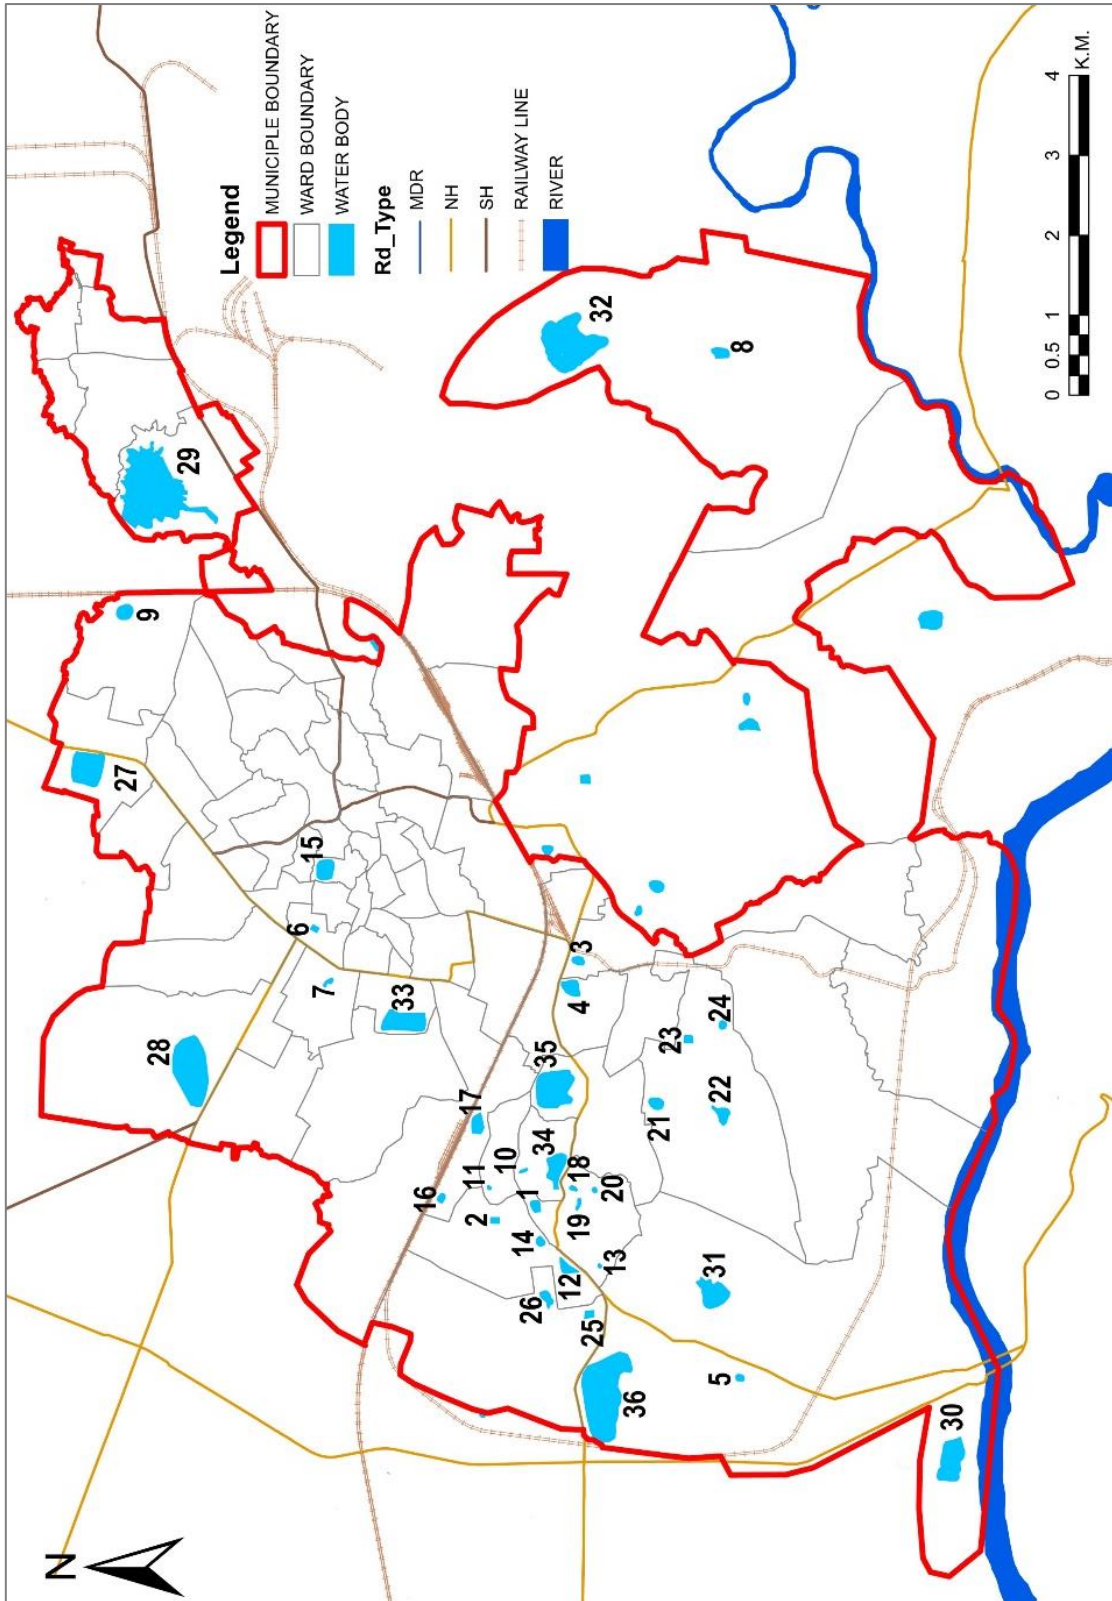 Legend
MUNICIPLE BOUNDARY
WARD BOUNDARY
WATER BODY
Rd_Type
MDR
NH
SH
RAILWAY LINE
RIVER
0 0.5 1 2 3 4
K.M.
N
29
32
8
9
27
15
6
7
33
28
3
4
35
23
24
21
22
17
34
10
11
18
16
1
2
19
20
14
12
13
26
25
31
36
5
30